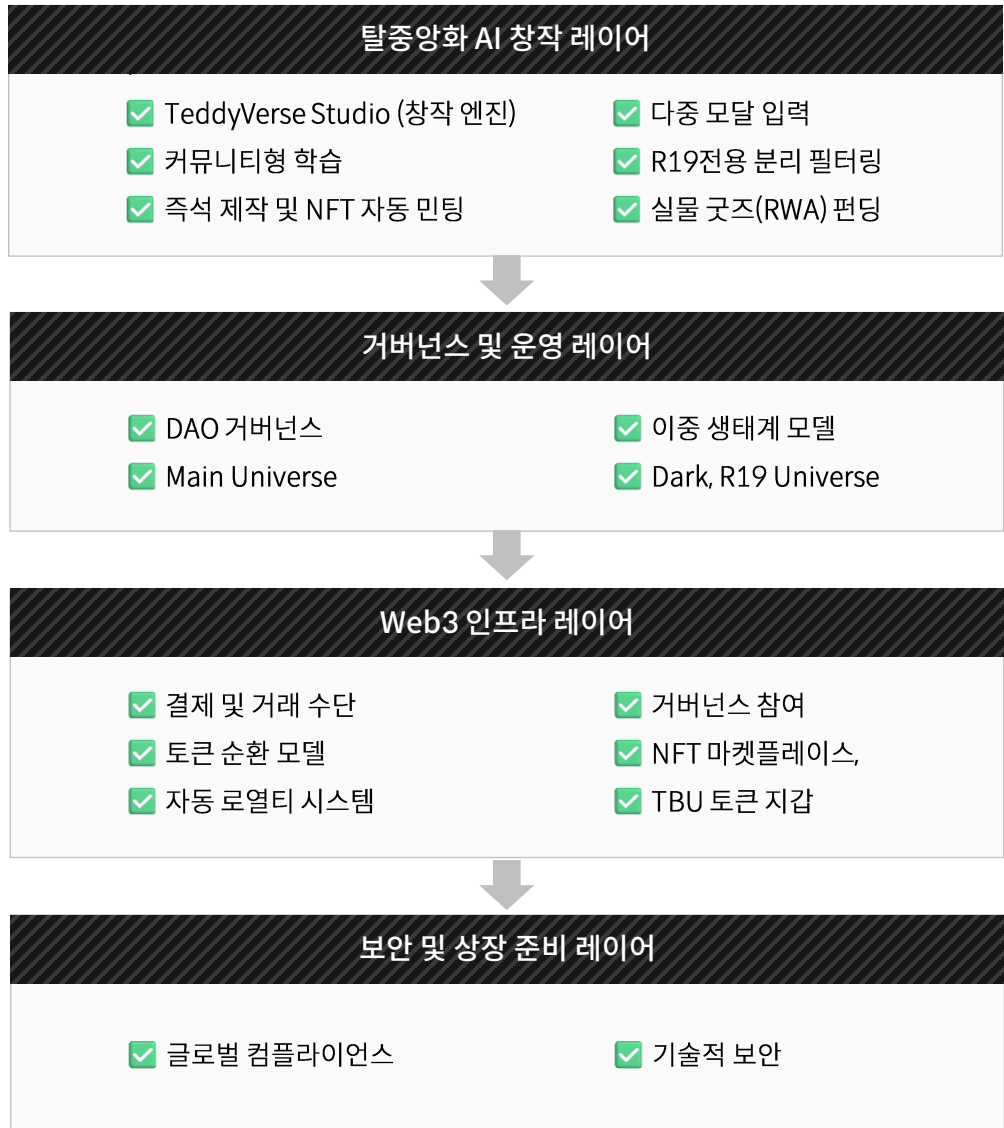 탈중앙화 AI 창작 레이어
TeddyVerse Studio (창작 엔진)
다중 모달 입력
커뮤니티형 학습
R19전용 분리 필터링
즉석 제작 및 NFT 자동 민팅
실물 굿즈(RWA) 펀딩
거버넌스 및 운영 레이어
DAO 거버넌스
이중 생태계 모델
Main Universe
Dark, R19 Universe
Web3 인프라 레이어
결제 및 거래 수단
거버넌스 참여
토큰 순환 모델
NFT 마켓플레이스,
자동 로열티 시스템
TBU 토큰 지갑
보안 및 상장 준비 레이어
글로벌 컴플라이언스
기술적 보안